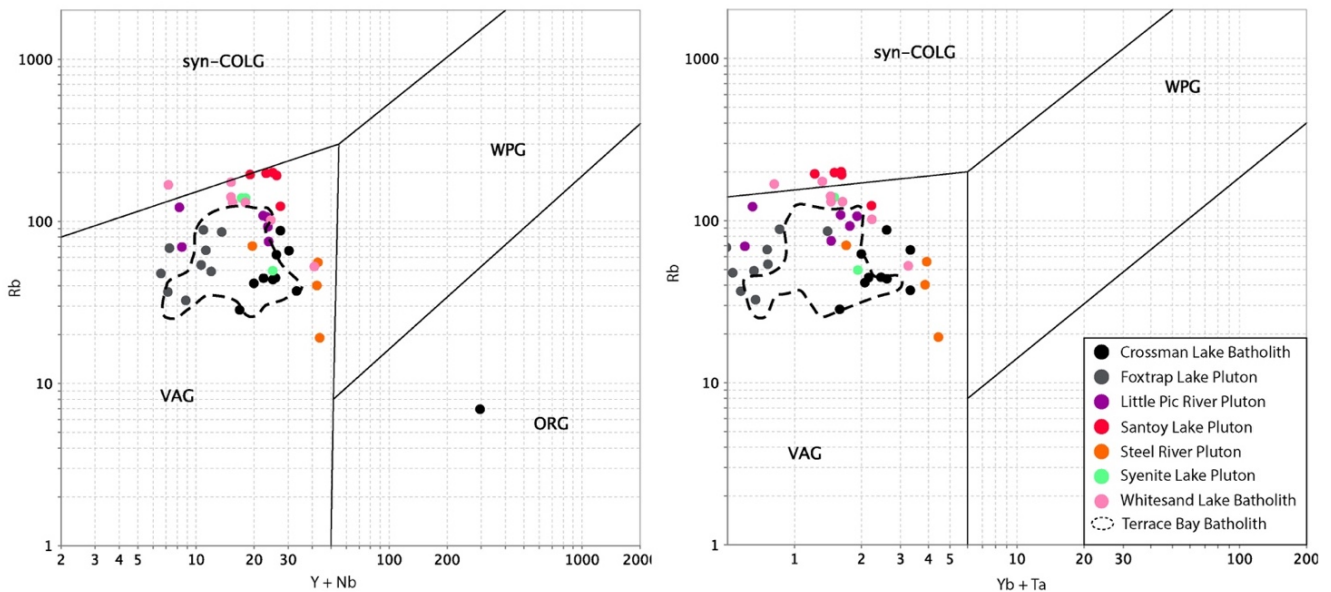 1000
100
10
1
Rb
syn-COLG
WPG
VAG
ORG
2 3 4 5 10 20 30 100 1000 2000
Y + Nb
1000
100
10
1
Rb
syn-COLG
WPG
VAG
1 2 3 4 5 10 20 30 100 200
Yb + Ta
Crossman Lake Batholith
Foxtrap Lake Pluton
Little Pic River Pluton
Santoy Lake Pluton
Steel River Pluton
Syenite Lake Pluton
Whitesand Lake Batholith
Terrace Bay Batholith